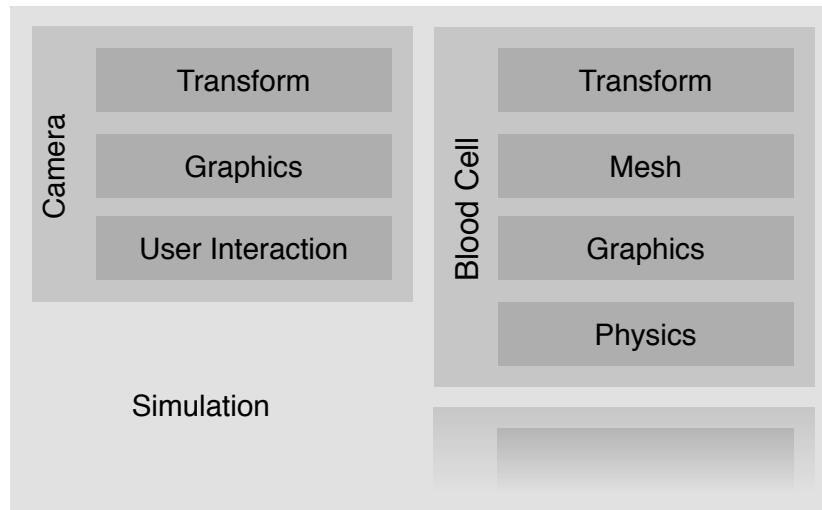 Camera
Transform
Graphics
User Interaction
Blood Cell
Transform
Mesh
Graphics
Physics
Simulation